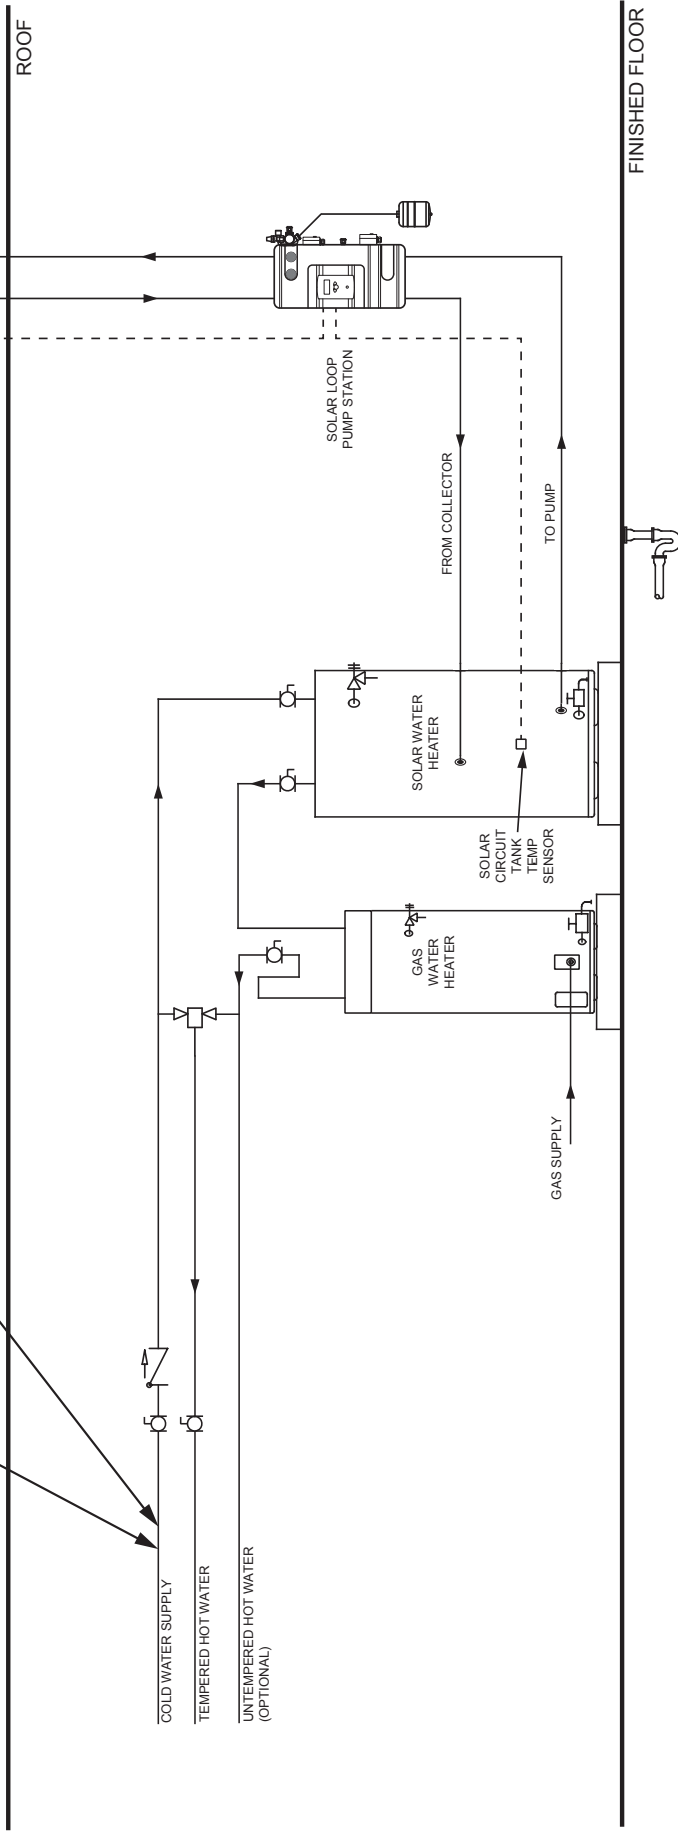 ROOF
COLD WATER SUPPLY
TEMPERED HOT WATER
UNTEMPERED HOT WATER
(OPTIONAL)
SOLAR LOOP
PUMP STATION
GAS
WATER
HEATER
SOLAR WATER
HEATER
FROM COLLECTOR
SOLAR
CIRCUIT
TANK
TEMP
SENSOR
TO PUMP
GAS SUPPLY
FINISHED FLOOR